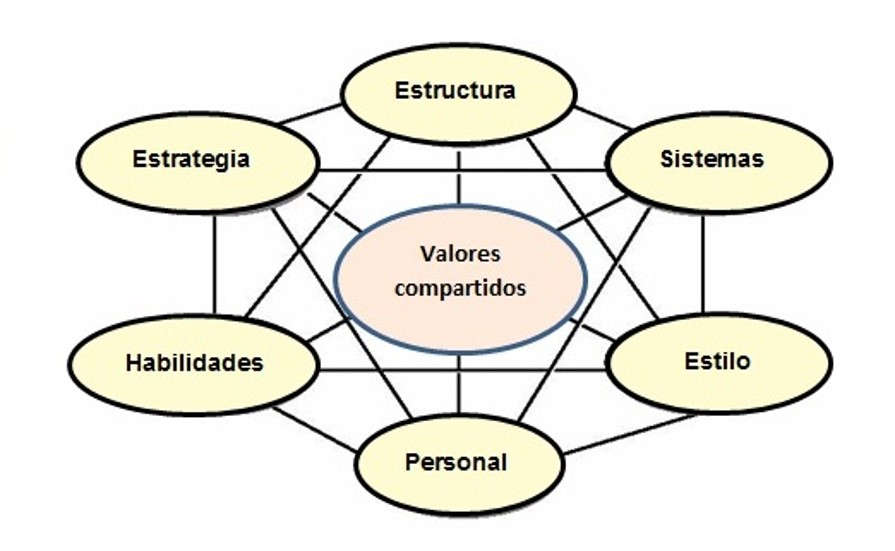 Estructura
Estrategia
Sistemas
Valores
compartidos
Habilidades
Estilo
Personal